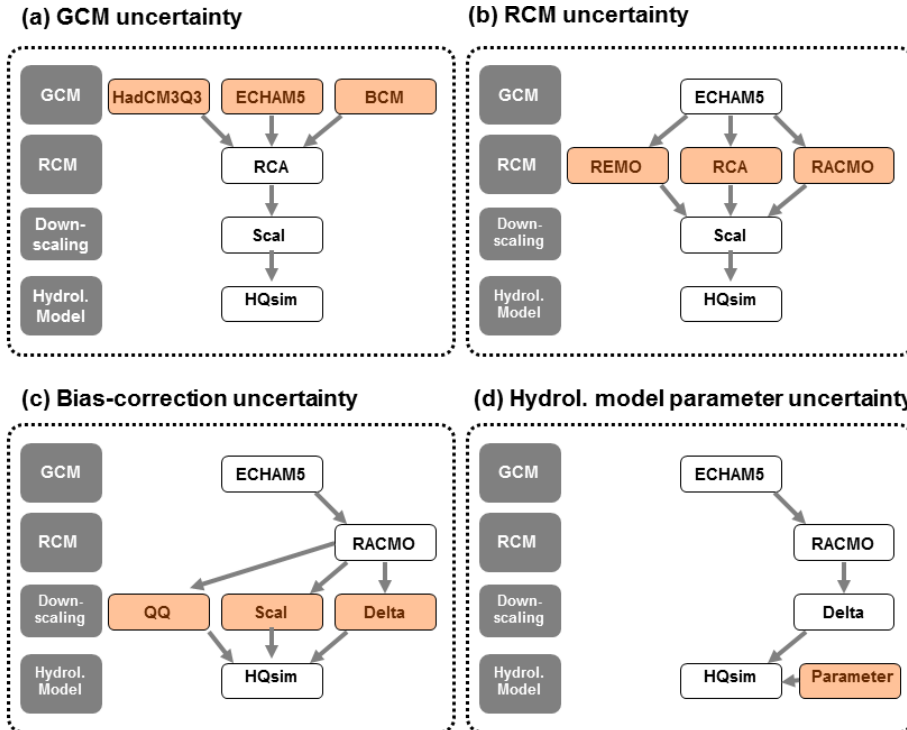 (a) GCM uncertainty
GCM
HadCM3Q3
ECHAM5
BCM
RCM
RCA
Down-
scaling
Scal
Hydrol.
Model
HQsim
(b) RCM uncertainty
GCM
ECHAM5
RCM
REMO
RCA
RACMO
Down-
scaling
Scal
Hydrol.
Model
HQsim
(c) Bias-correction uncertainty
GCM
ECHAM5
RCM
RACMO
Down-
scaling
QQ
Scal
Delta
Hydrol.
Model
HQsim
(d) Hydrol. model parameter uncertainty
GCM
ECHAM5
RCM
RACMO
Down-
scaling
Delta
Hydrol.
Model
HQsim
Parameter